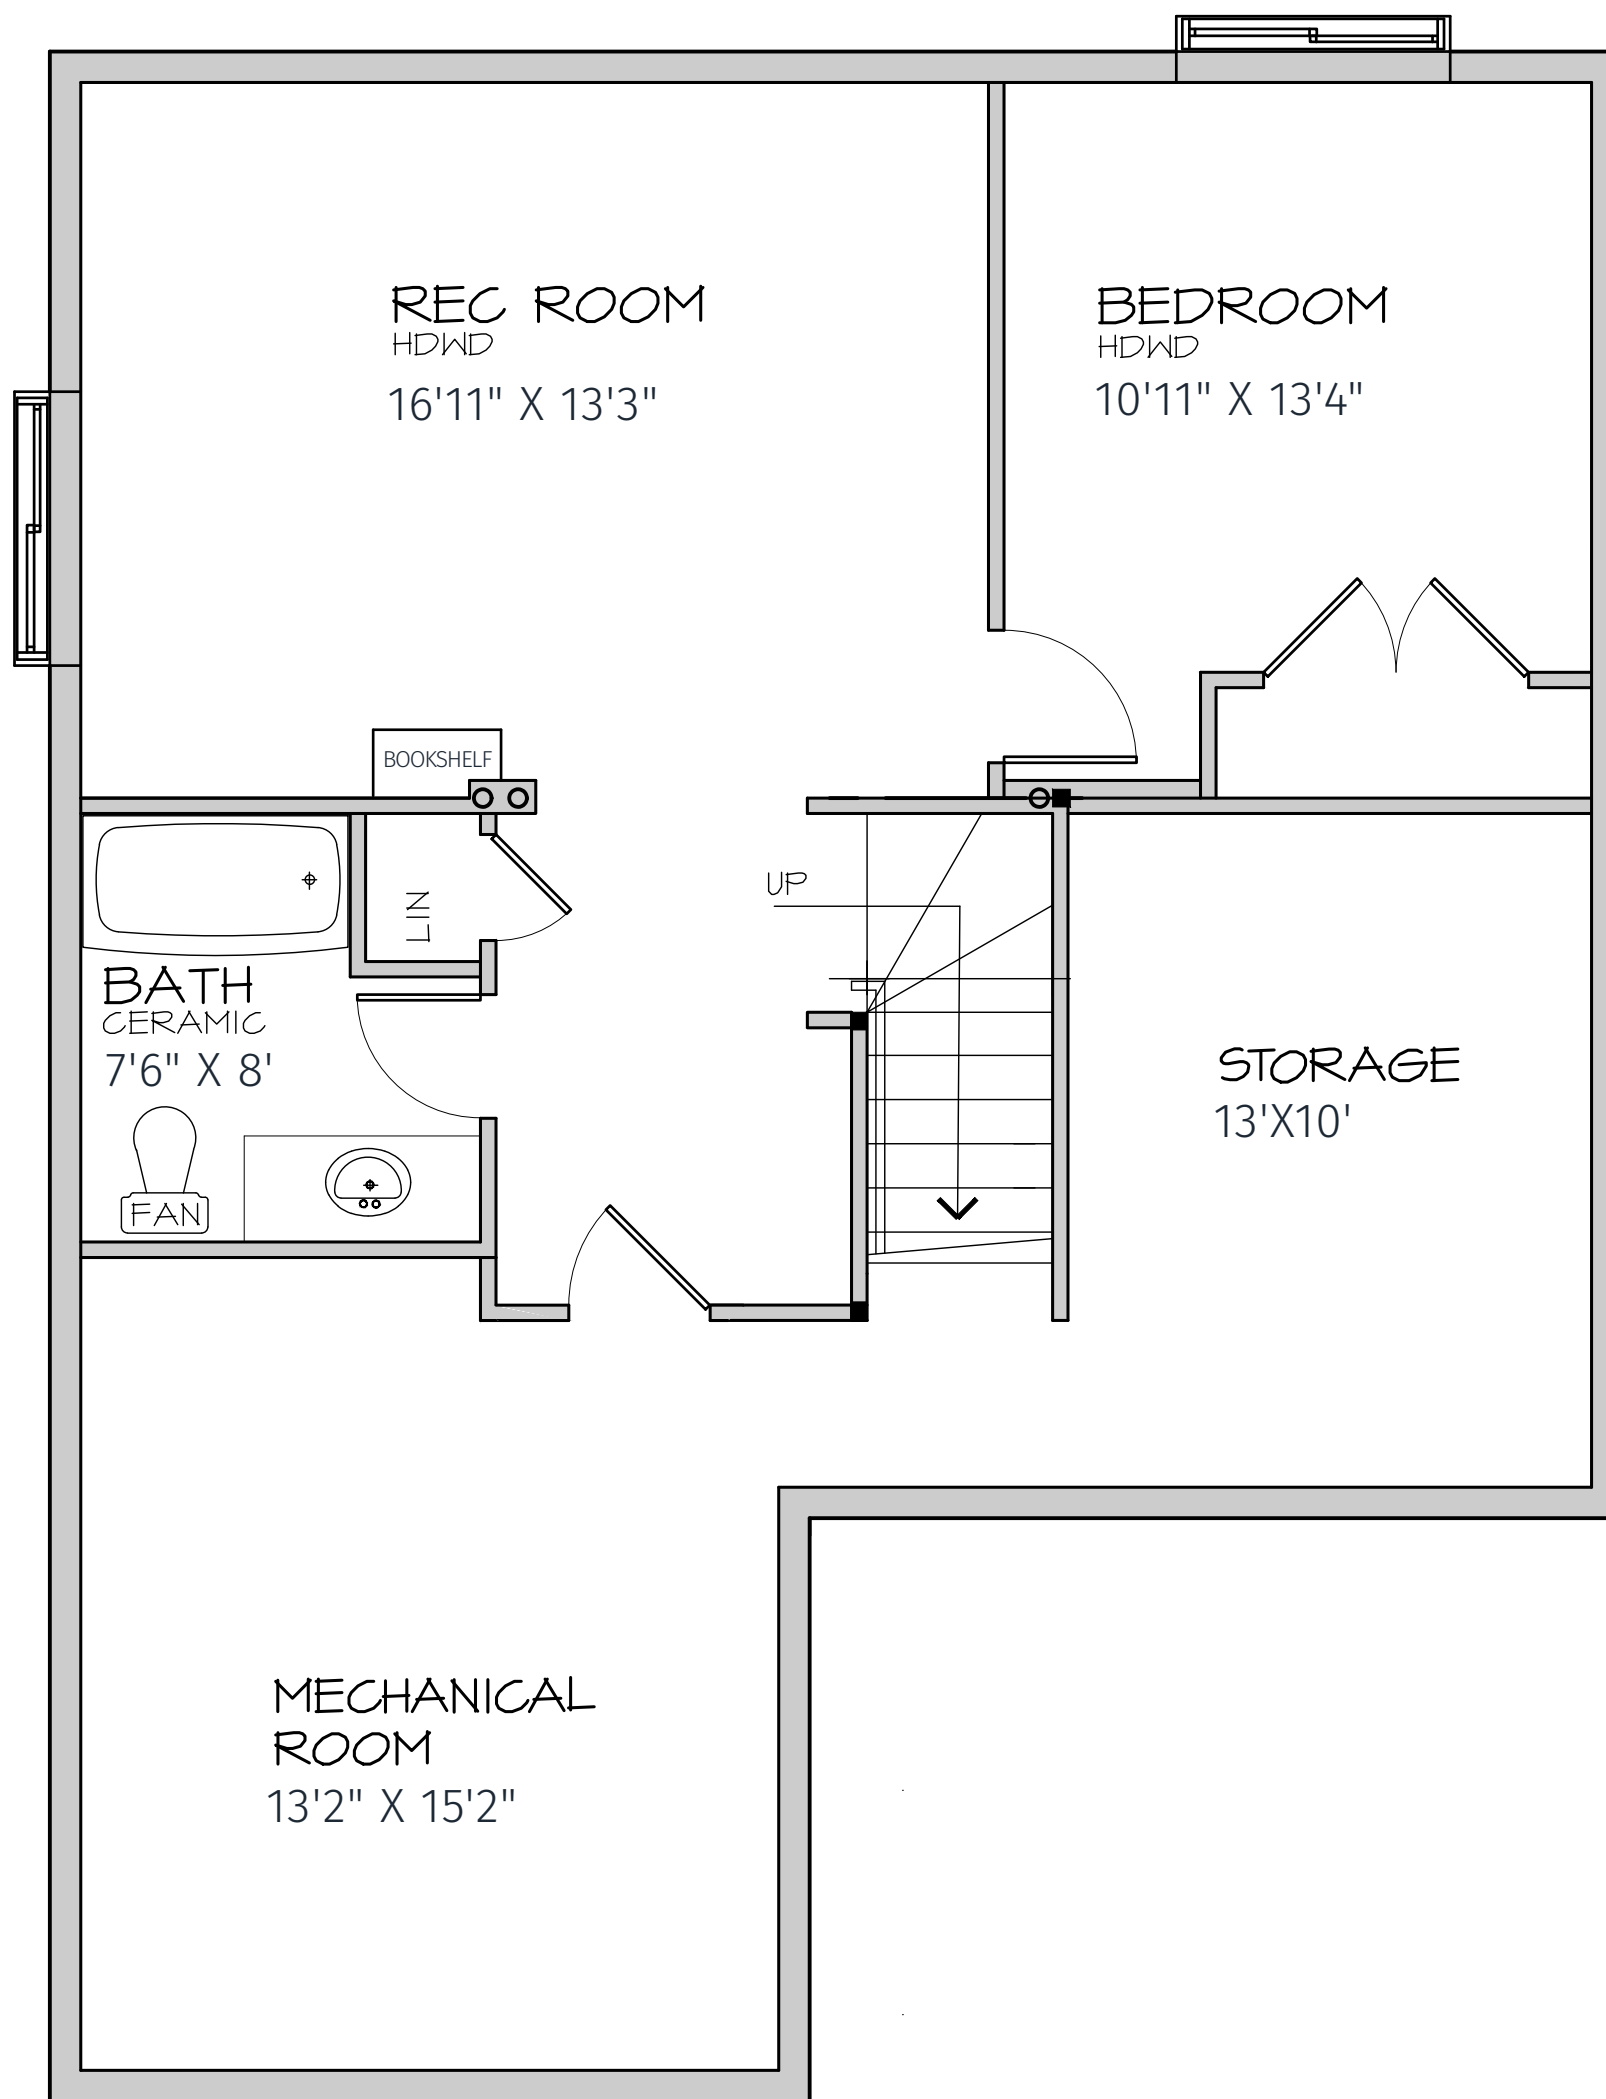 REC ROOM
HDWD
16'11" X 13'3"
BEDROOM
HDWD
10'11" X 13'4"
BOOKSHELF
UP
LIN
BATH
CERAMIC
7'6" X 8'
FAN
STORAGE
13'X10'
MECHANICAL
ROOM
13'2" X 15'2"